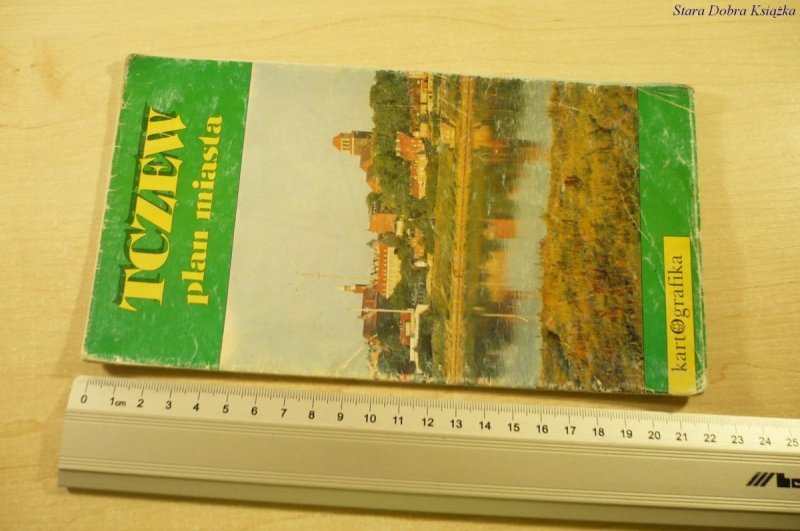 Stara Dobra Książka
TCZEW
plan miasta
kartografika
0 1cm 2 3 4 5 6 7 8 9 10 11 12 13 14 15 16 17 18 19 20 21 22 23 24 25